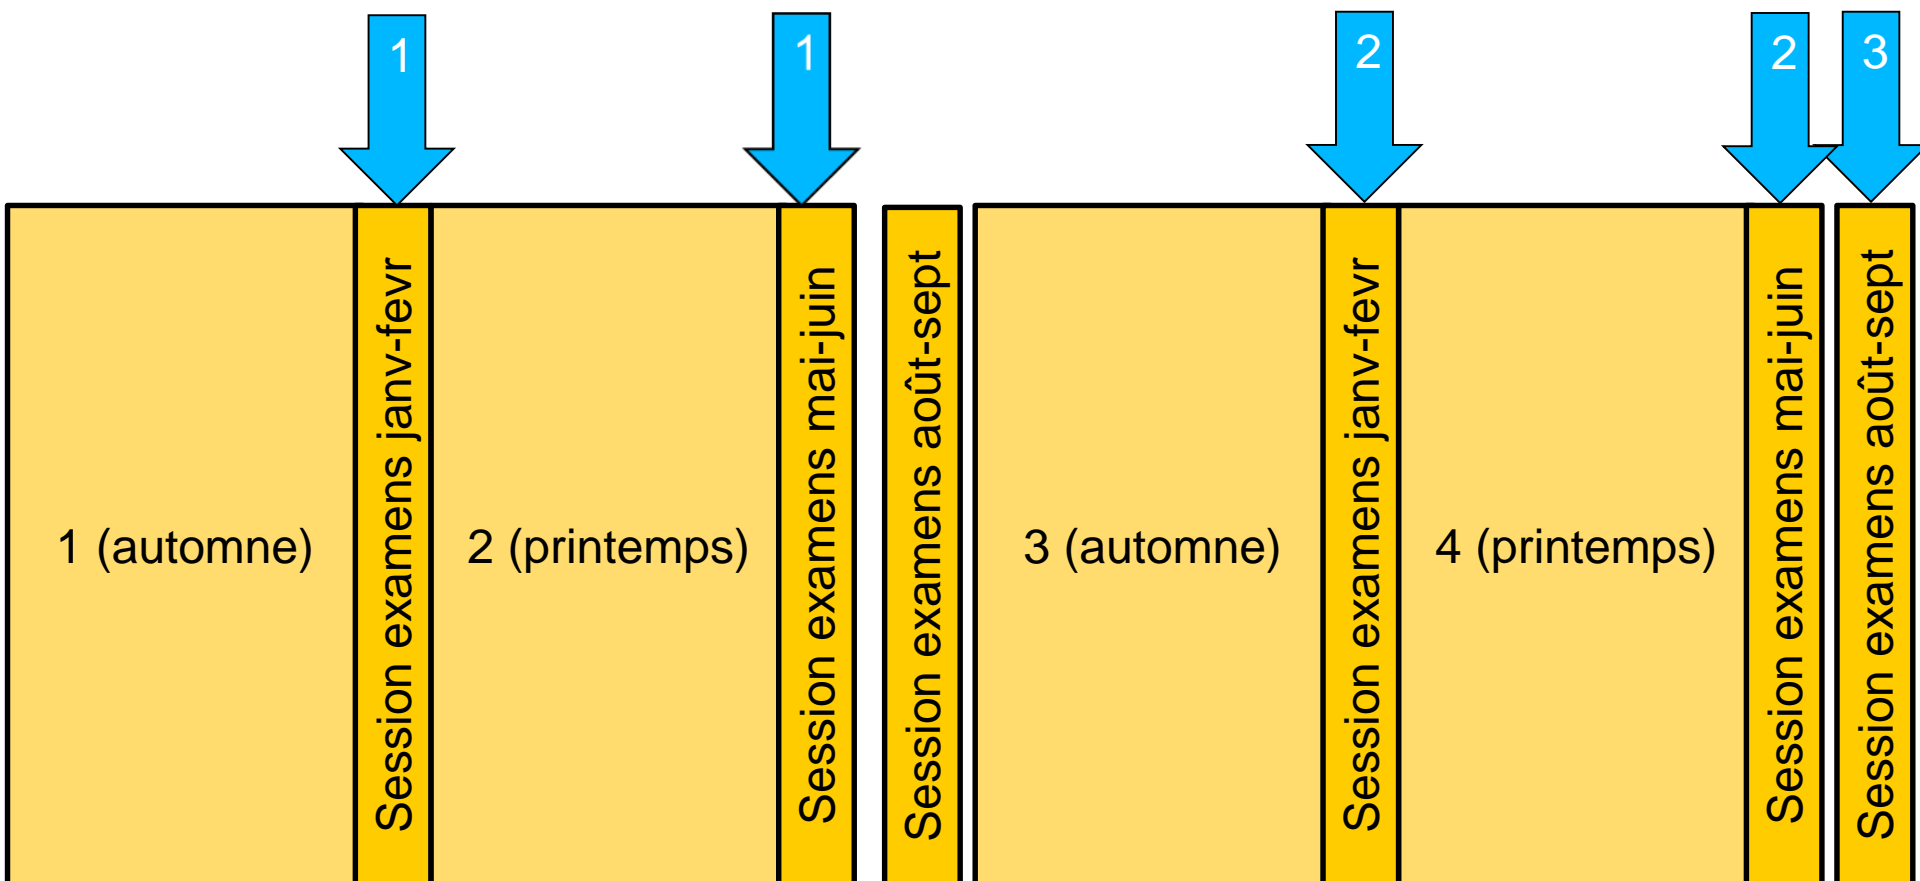 1
1
2
2
3
1 (automne)
Session examens janv-fevr
2 (printemps)
Session examens mai-juin
Session examens août-sept
3 (automne)
Session examens janv-fevr
4 (printemps)
Session examens mai-juin
Session examens août-sept